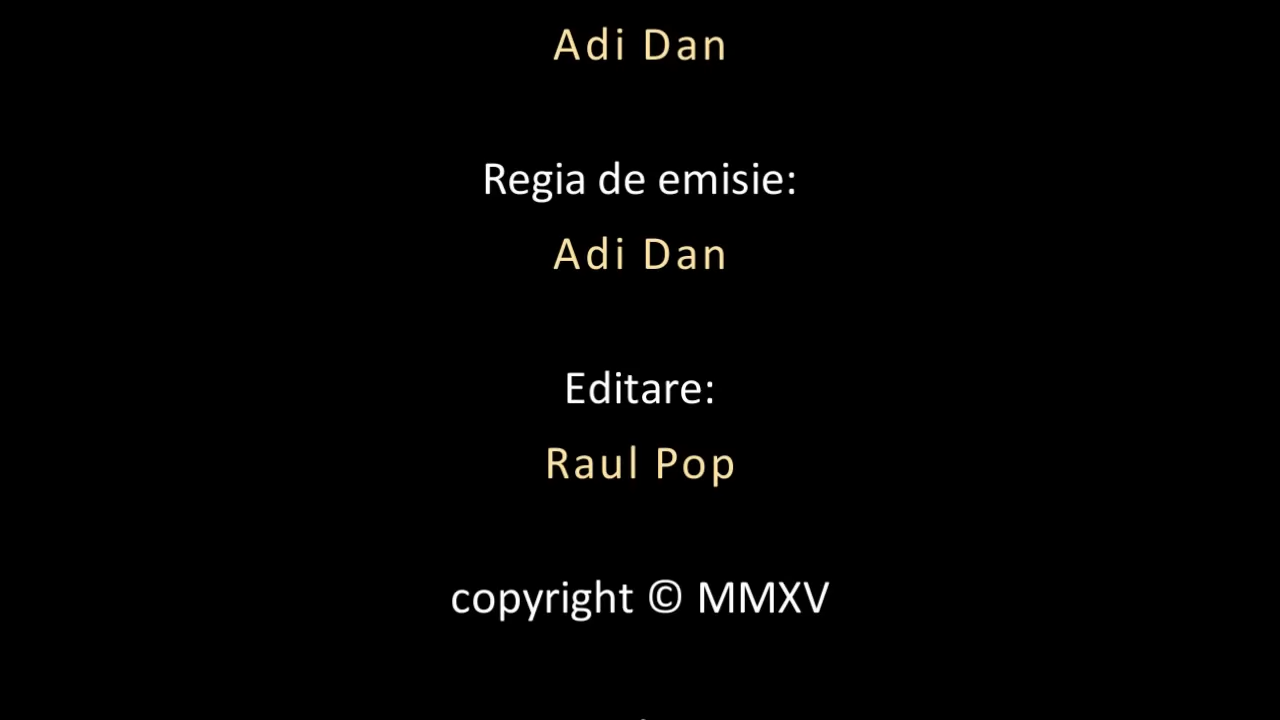 Adi Dan
Regia de emisie:
Adi Dan
Editare:
Raul Pop
copyright © MMXV